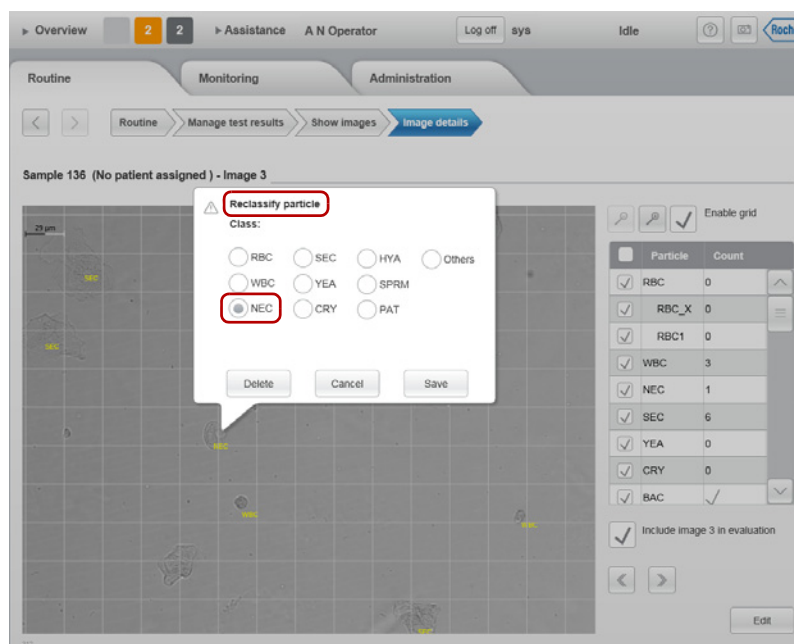 Overview 2 2 Assistance A N Operator Log off sys Idle Roch
Routine Monitoring Administration
Routine Manage test results Show images Image details
Sample 136 (No patient assigned ) - Image 3
Reclassify particle
Class:
RBC SEC HYA Others
WBC YEA SPRM
NEC CRY PAT
Delete Cancel Save
29 µm
SEC
SEC
NEC
WBC
SEC
Enable grid
Particle Count
RBC 0
RBC_X 0
RBC1 0
WBC 3
NEC 1
SEC 6
YEA 0
CRY 0
BAC
Include image 3 in evaluation
Edit